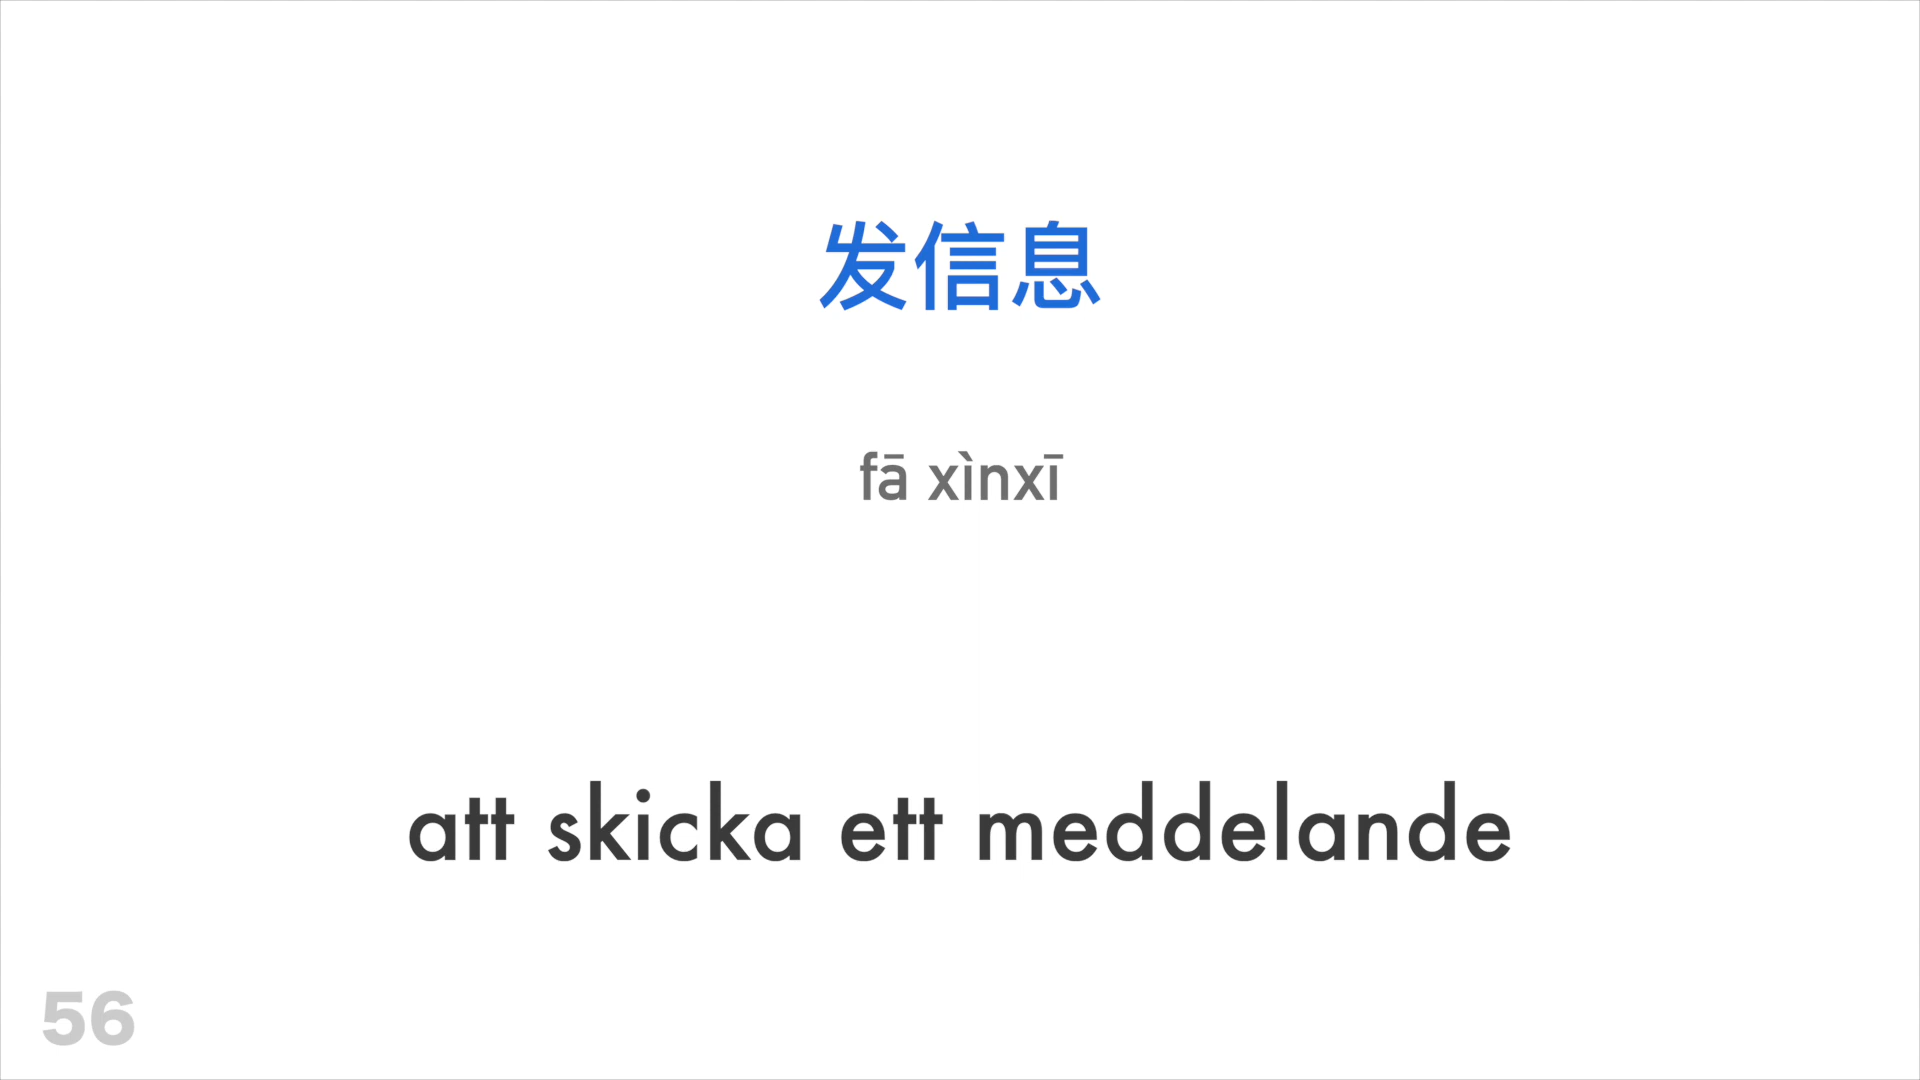 发信息
fā xìnxī
att skicka ett meddelande
56